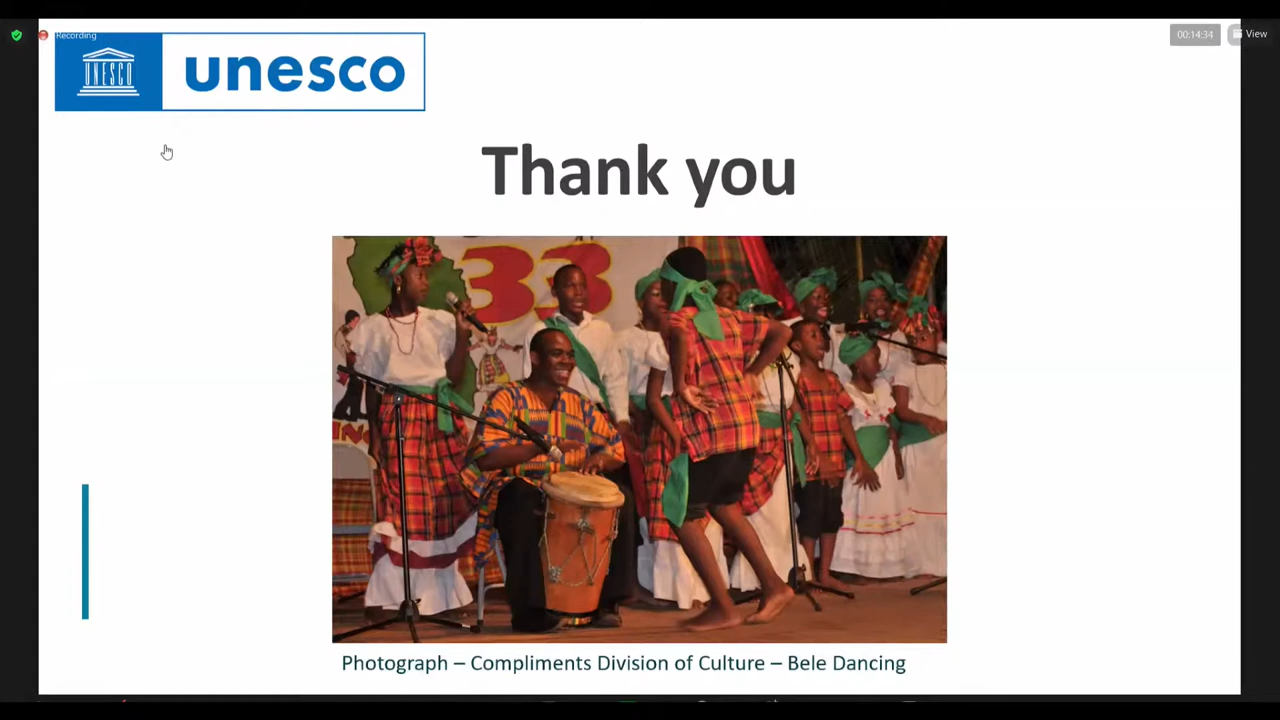 Recording
00:14:34
View
UNESCO
unesco
Thank you
33
Photograph – Compliments Division of Culture – Bele Dancing